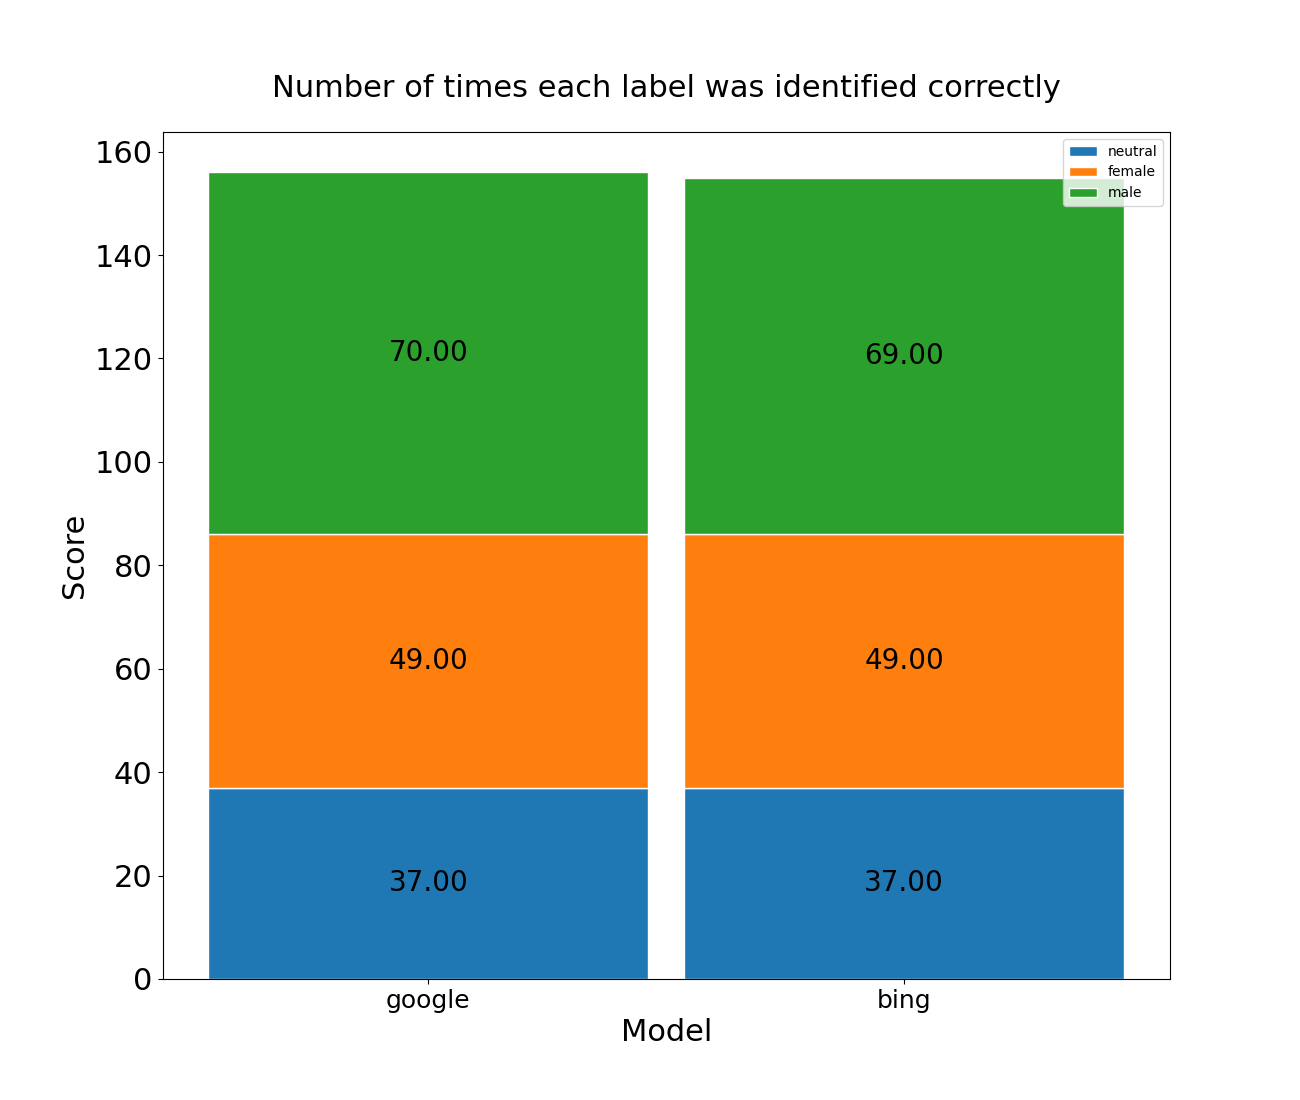 Number of times each label was identified correctly
neutral
female
male
160
140
120
100
80
60
40
20
0
Score
70.00
69.00
49.00
49.00
37.00
37.00
google
bing
Model